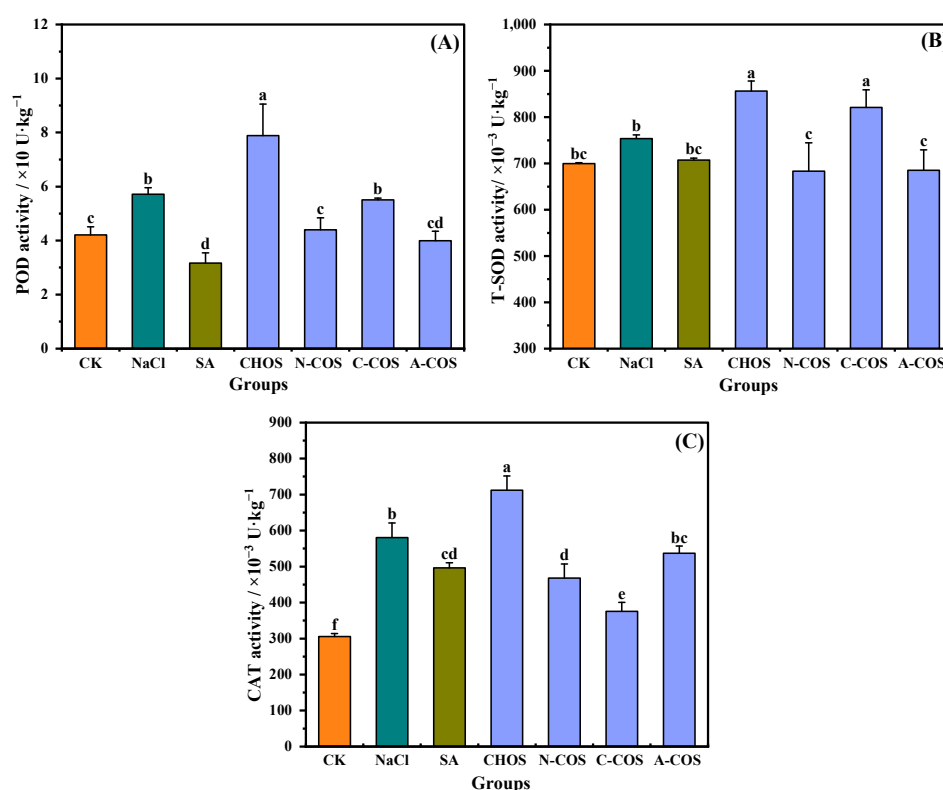 (A)
POD activity / ×10 U·kg⁻¹
12
10
8
6
4
2
0
c
b
d
a
c
b
cd
CK NaCl SA CHOS N-COS C-COS A-COS
Groups
(B)
T-SOD activity/ ×10⁻³ U·kg⁻¹
1,000
900
800
700
600
500
400
300
bc
b
bc
a
c
a
c
CK NaCl SA CHOS N-COS C-COS A-COS
Groups
(C)
CAT activity / ×10⁻³ U·kg⁻¹
900
800
700
600
500
400
300
200
100
0
f
b
cd
a
d
e
bc
CK NaCl SA CHOS N-COS C-COS A-COS
Groups